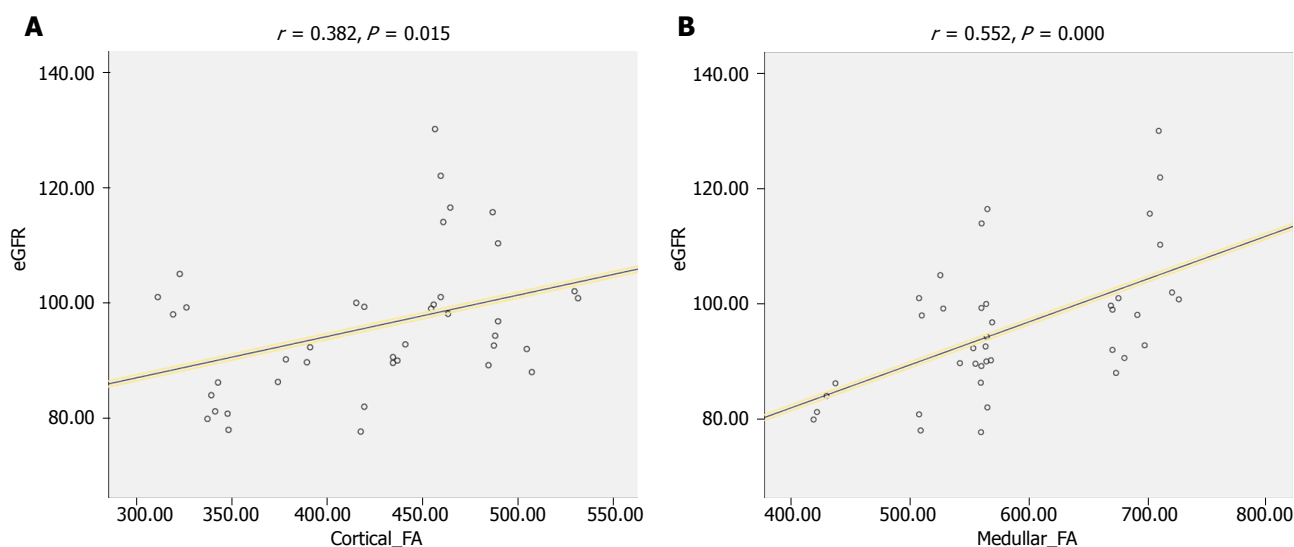 A
r = 0.382, P = 0.015
140.00
120.00
100.00
80.00
eGFR
300.00 350.00 400.00 450.00 500.00 550.00
Cortical_FA
B
r = 0.552, P = 0.000
140.00
120.00
100.00
80.00
eGFR
400.00 500.00 600.00 700.00 800.00
Medullar_FA